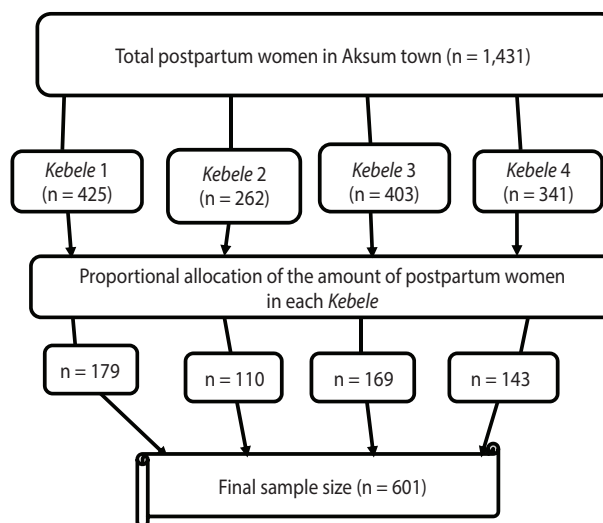 Total postpartum women in Aksum town (n = 1,431)
Kebele 1
(n = 425)
Kebele 2
(n = 262)
Kebele 3
(n = 403)
Kebele 4
(n = 341)
Proportional allocation of the amount of postpartum women
in each Kebele
n = 179
n = 110
n = 169
n = 143
Final sample size (n = 601)